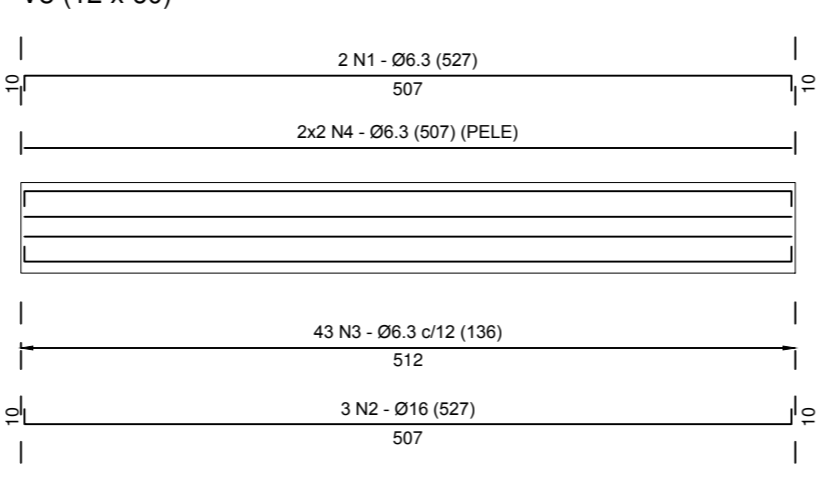 2 N1 - Ø6.3 (527)
10 507 10
2x2 N4 - Ø6.3 (507) (PELE)
43 N3 - Ø6.3 c/12 (136)
512
3 N2 - Ø16 (527)
10 507 10